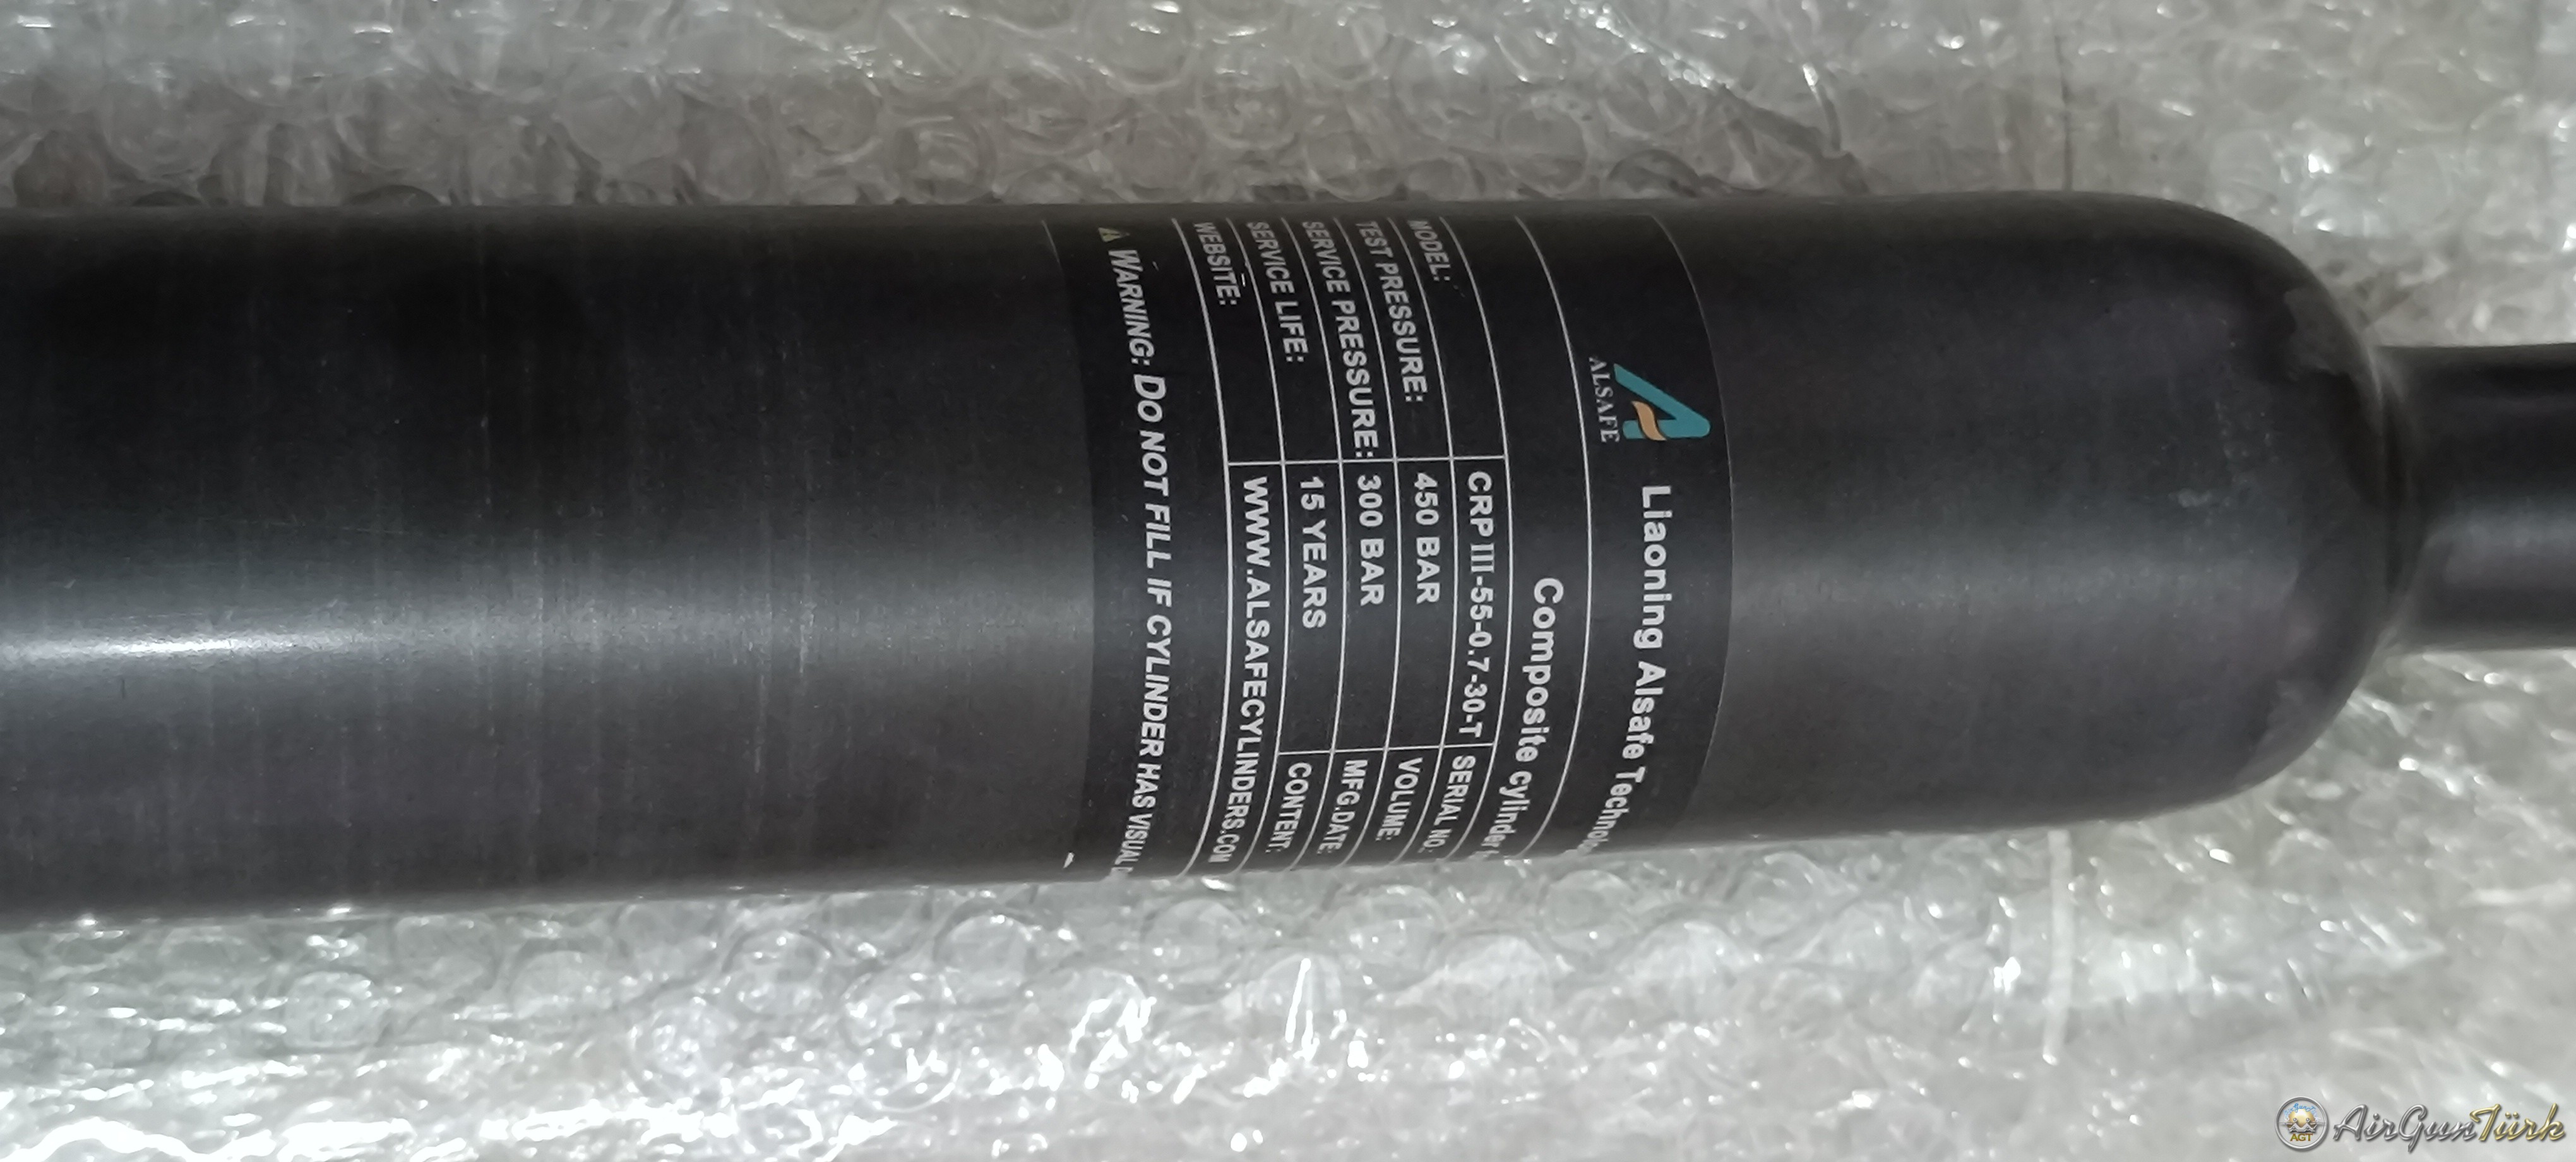 ALSAFE
Liaoning Alsafe
Composite cylinder
MODEL: CRP III-55-0.7-30-T SERIAL NO:
TEST PRESSURE: 450 BAR VOLUME:
SERVICE PRESSURE: 300 BAR MFG.DATE:
SERVICE LIFE: 15 YEARS CONTENT:
WEBSITE: WWW.ALSAFECYLINDERS.COM
WARNING: DO NOT FILL IF CYLINDER HAS VISUAL
AGT AirGunTürk